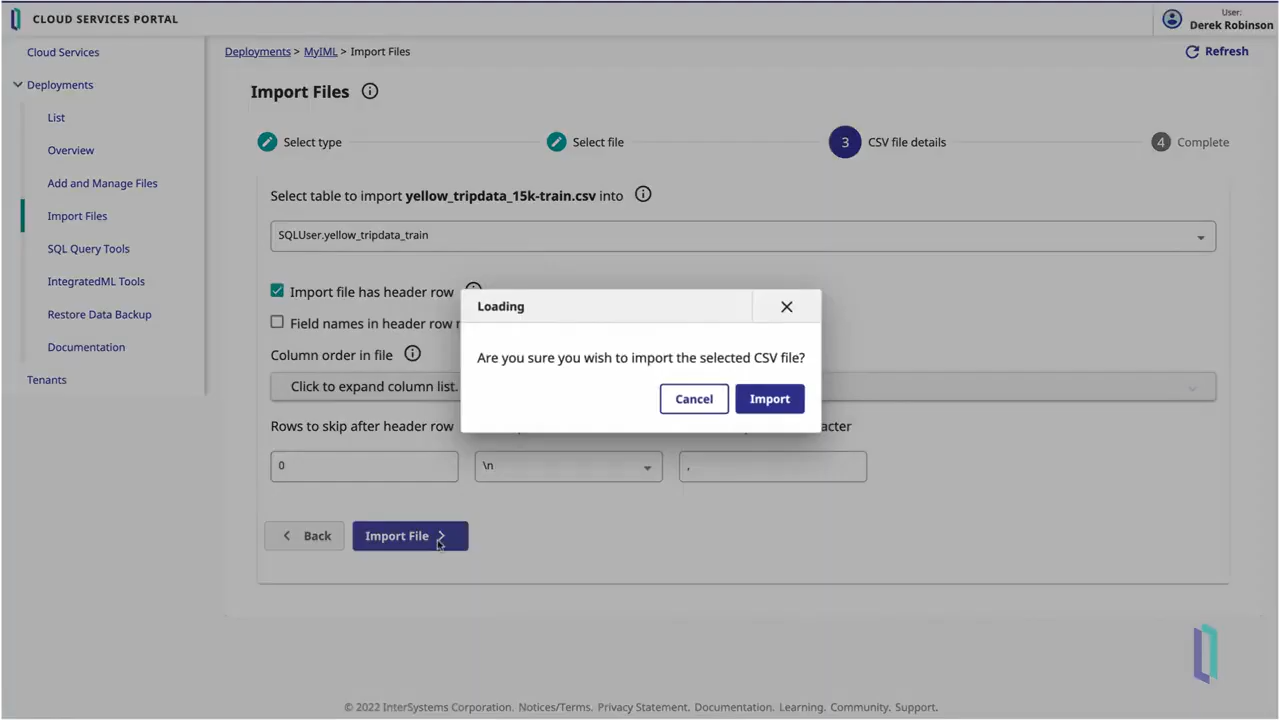 CLOUD SERVICES PORTAL
User:
Derek Robinson
Cloud Services
Deployments
List
Overview
Add and Manage Files
Import Files
SQL Query Tools
IntegratedML Tools
Restore Data Backup
Documentation
Tenants
Deployments > MyIML > Import Files
Refresh
Import Files
Select type
Select file
3 CSV file details
4 Complete
Select table to import yellow_tripdata_15k-train.csv into
SQLUser.yellow_tripdata_train
Import file has header row
Field names in header row
Column order in file
Click to expand column list.
Loading
Are you sure you wish to import the selected CSV file?
Cancel Import
Rows to skip after header row
0 \n ,
Back Import File
© 2022 InterSystems Corporation. Notices/Terms. Privacy Statement. Documentation. Learning. Community. Support.